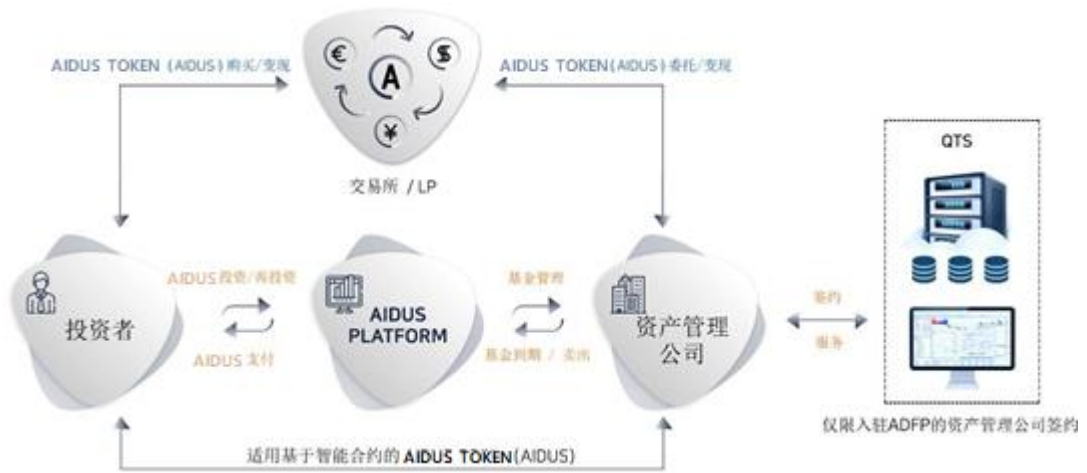 AIDUS TOKEN (AIDUS)购买/变现
AIDUS TOKEN(AIDUS)委托/变现
€
$
A
¥
交易所 / LP
QTS
投资者
AIDUS 投资/再投资
AIDUS 支付
AIDUS
PLATFORM
基金管理
基金到期 / 卖出
资产管理
公司
签约
服务
仅限入驻ADFP的资产管理公司签约
适用基于智能合约的 AIDUS TOKEN(AIDUS)